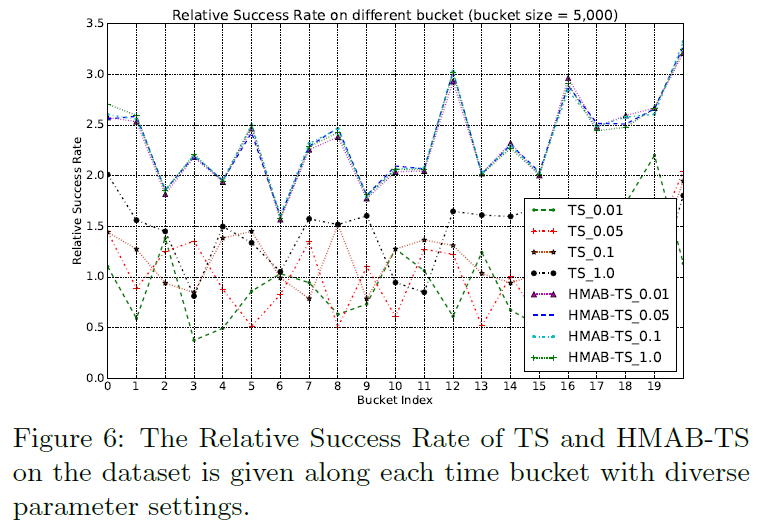 Relative Success Rate on different bucket (bucket size = 5,000)
3.5
3.0
2.5
2.0
1.5
1.0
0.5
0.0
Relative Success Rate
0 1 2 3 4 5 6 7 8 9 10 11 12 13 14 15 16 17 18 19
Bucket Index
TS_0.01
TS_0.05
TS_0.1
TS_1.0
HMAB-TS_0.01
HMAB-TS_0.05
HMAB-TS_0.1
HMAB-TS_1.0
Figure 6: The Relative Success Rate of TS and HMAB-TS
on the dataset is given along each time bucket with diverse
parameter settings.